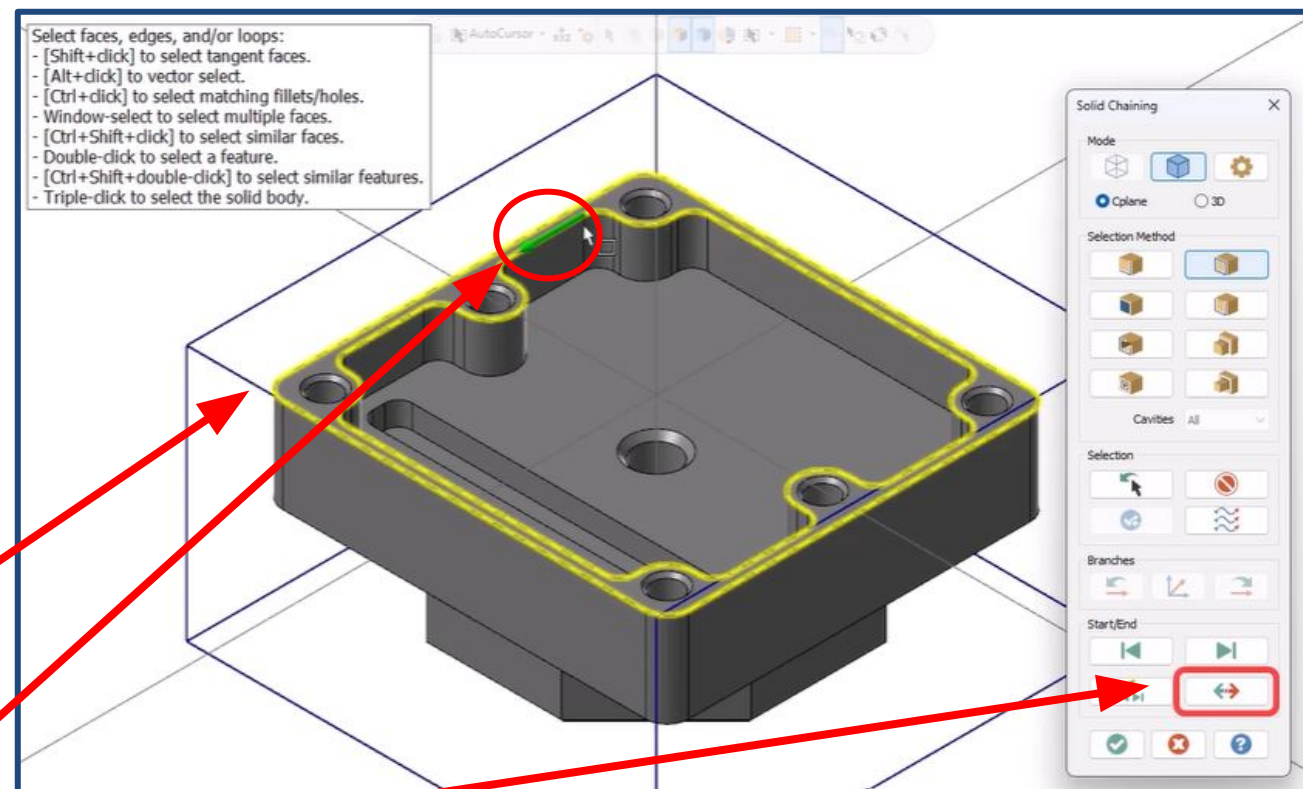 Select faces, edges, and/or loops:
- [Shift+click] to select tangent faces.
- [Alt+click] to vector select.
- [Ctrl+click] to select matching fillets/holes.
- Window-select to select multiple faces.
- [Ctrl+Shift+click] to select similar faces.
- Double-click to select a feature.
- [Ctrl+Shift+double-click] to select similar features.
- Triple-click to select the solid body.
AutoCursor
Solid Chaining
Mode
Cplane 3D
Selection Method
Cavities All
Selection
Branches
Start/End